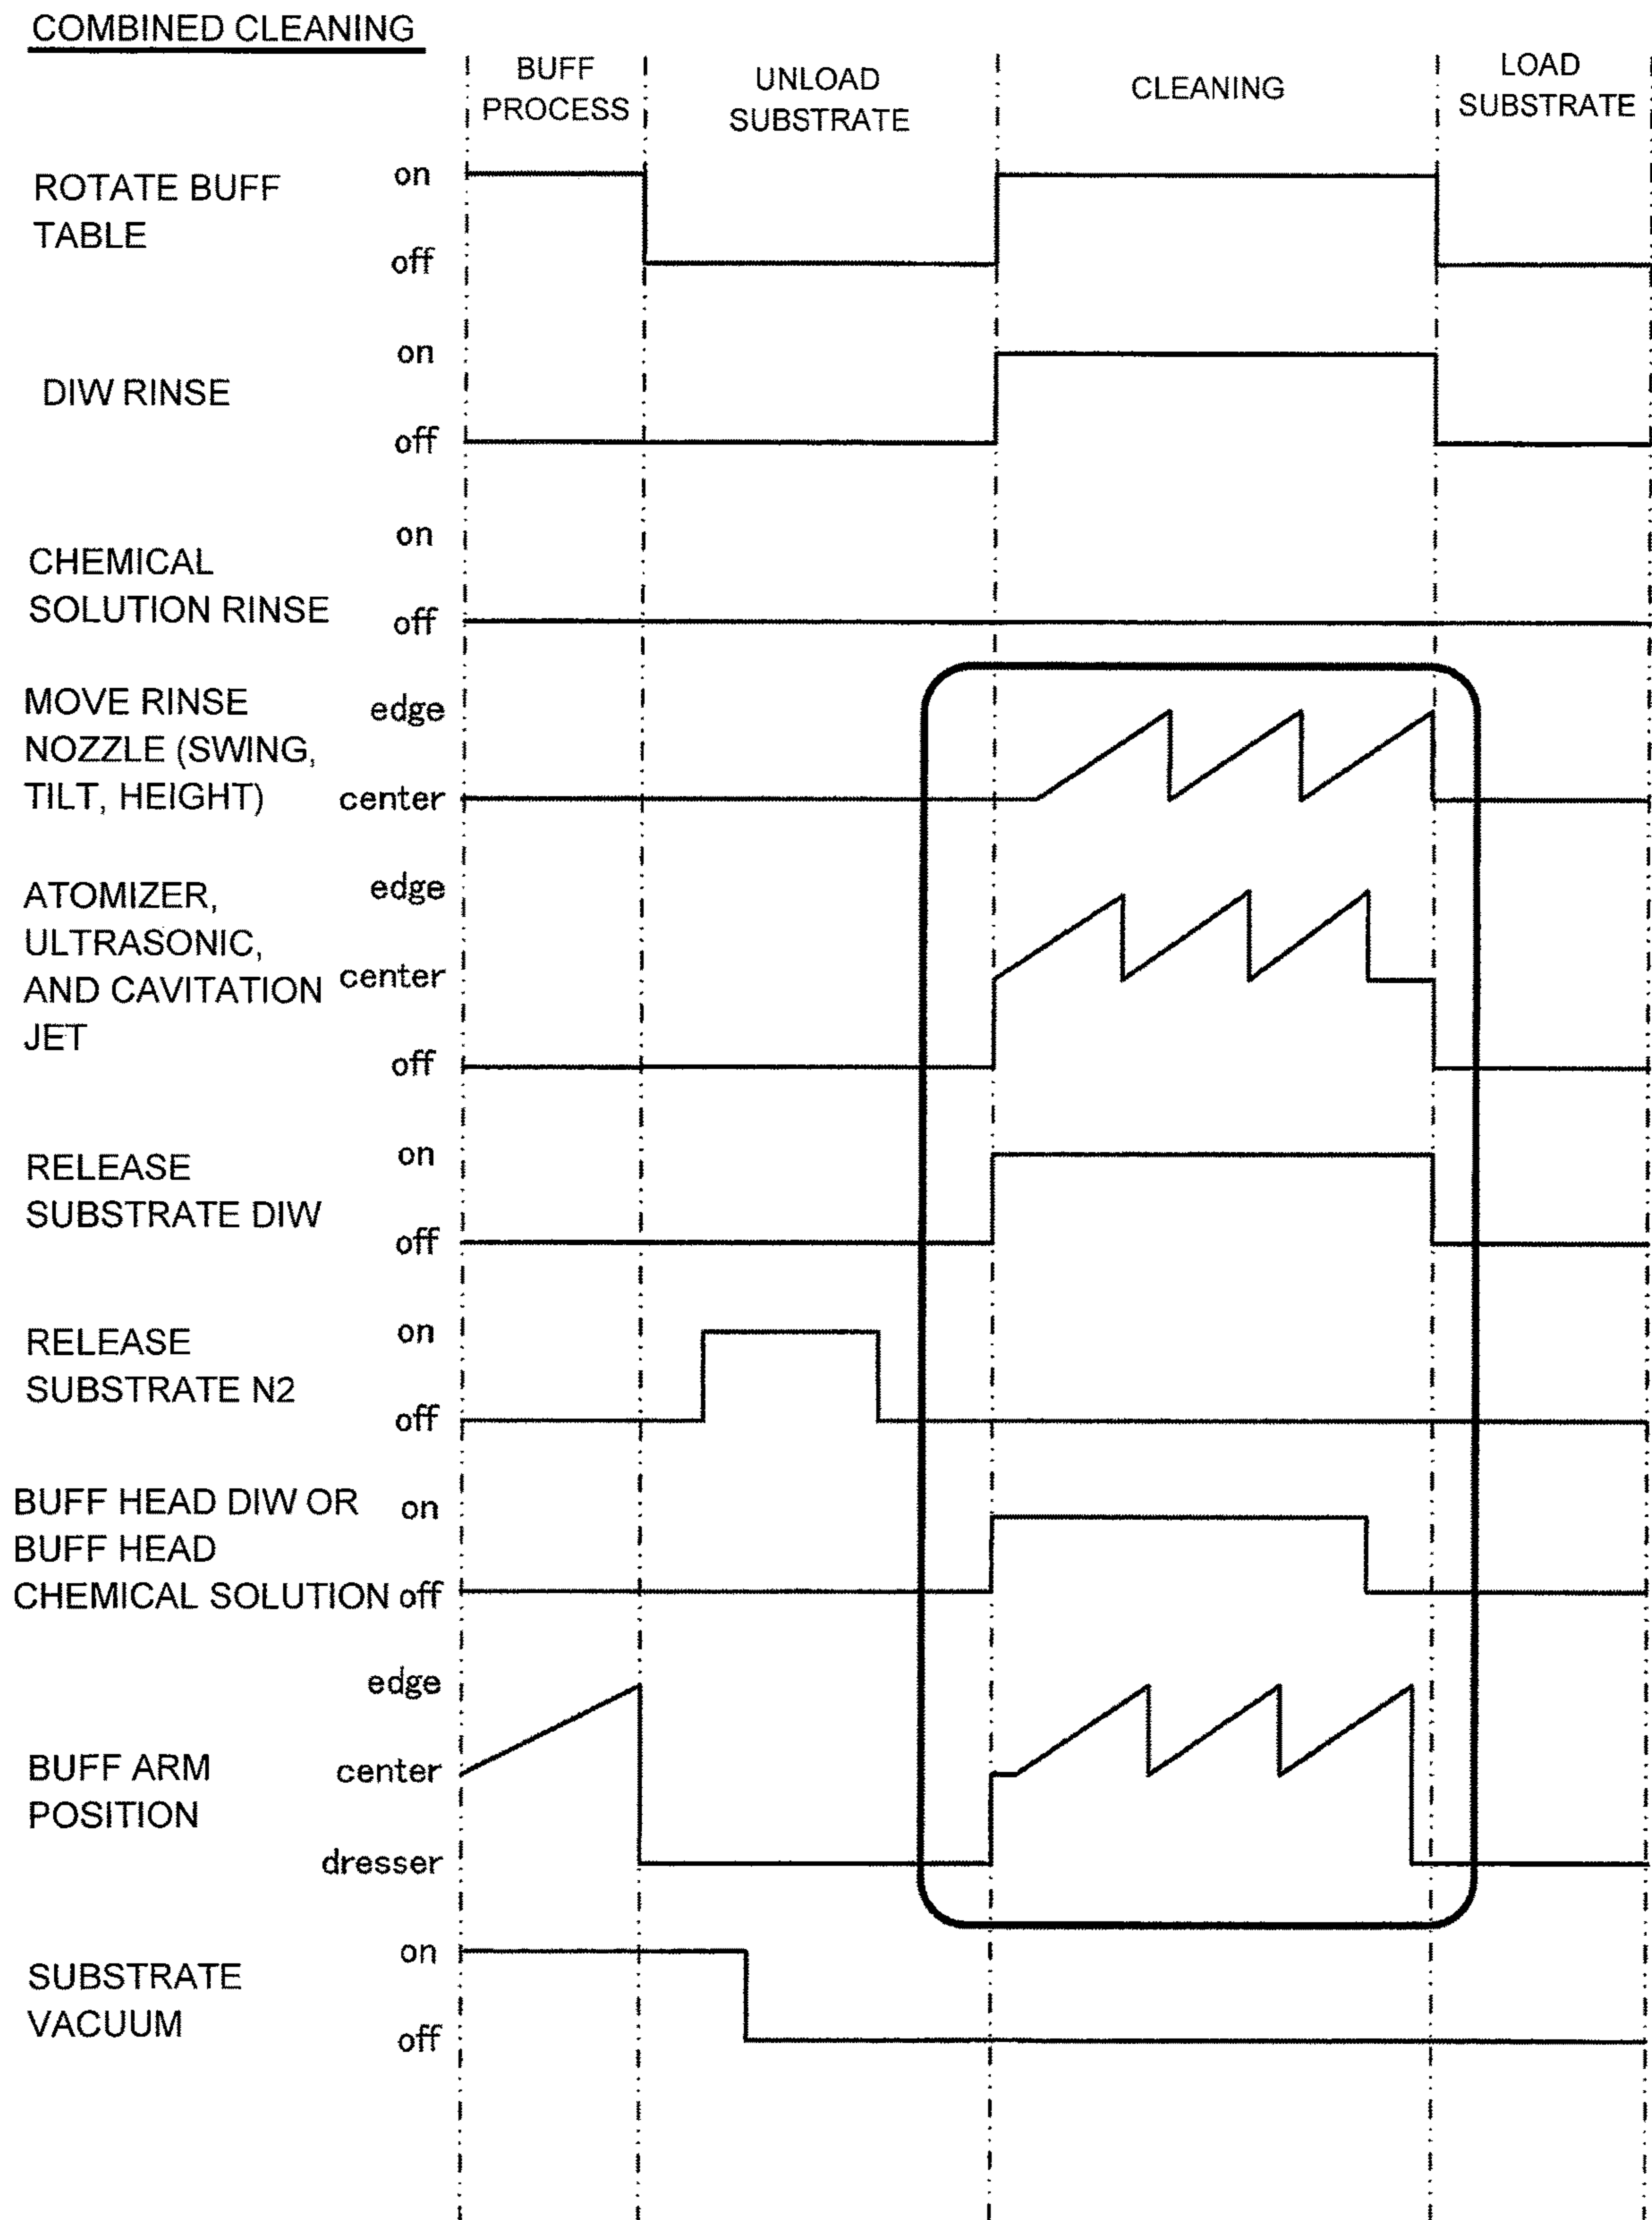 COMBINED CLEANING
BUFF
PROCESS
UNLOAD
SUBSTRATE
CLEANING
LOAD
SUBSTRATE
ROTATE BUFF
TABLE
on
off
DIW RINSE
on
off
CHEMICAL
SOLUTION RINSE
on
off
MOVE RINSE
NOZZLE (SWING,
TILT, HEIGHT)
edge
center
ATOMIZER,
ULTRASONIC,
AND CAVITATION
JET
edge
center
off
RELEASE
SUBSTRATE DIW
on
off
RELEASE
SUBSTRATE N2
on
off
BUFF HEAD DIW OR
BUFF HEAD
CHEMICAL SOLUTION
on
off
BUFF ARM
POSITION
edge
center
dresser
SUBSTRATE
VACUUM
on
off